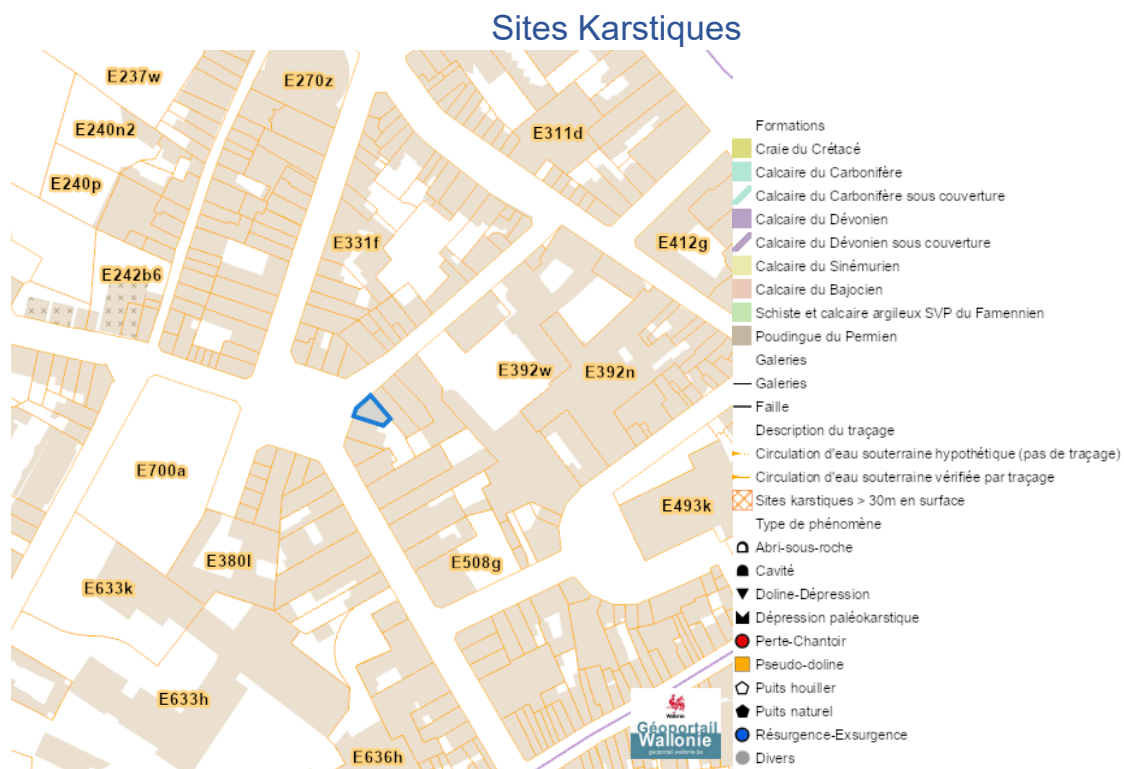 Sites Karstiques
E237w
E270z
E240n2
E311d
E240p
E331f
E412g
E242b6
E392w
E392n
E700a
E493k
E380l
E508g
E633k
E633h
E636h
Wallonie
Géoportail
Wallonie
geoportail.wallonie.be
Formations
Craie du Crétacé
Calcaire du Carbonifère
Calcaire du Carbonifère sous couverture
Calcaire du Dévonien
Calcaire du Dévonien sous couverture
Calcaire du Sinémurien
Calcaire du Bajocien
Schiste et calcaire argileux SVP du Famennien
Poudingue du Permien
Galeries
Galeries
Faille
Description du traçage
Circulation d'eau souterraine hypothétique (pas de traçage)
Circulation d'eau souterraine vérifiée par traçage
Sites karstiques > 30m en surface
Type de phénomène
Abri-sous-roche
Cavité
Doline-Dépression
Dépression paléokarstique
Perte-Chantoir
Pseudo-doline
Puits houiller
Puits naturel
Résurgence-Exsurgence
Divers